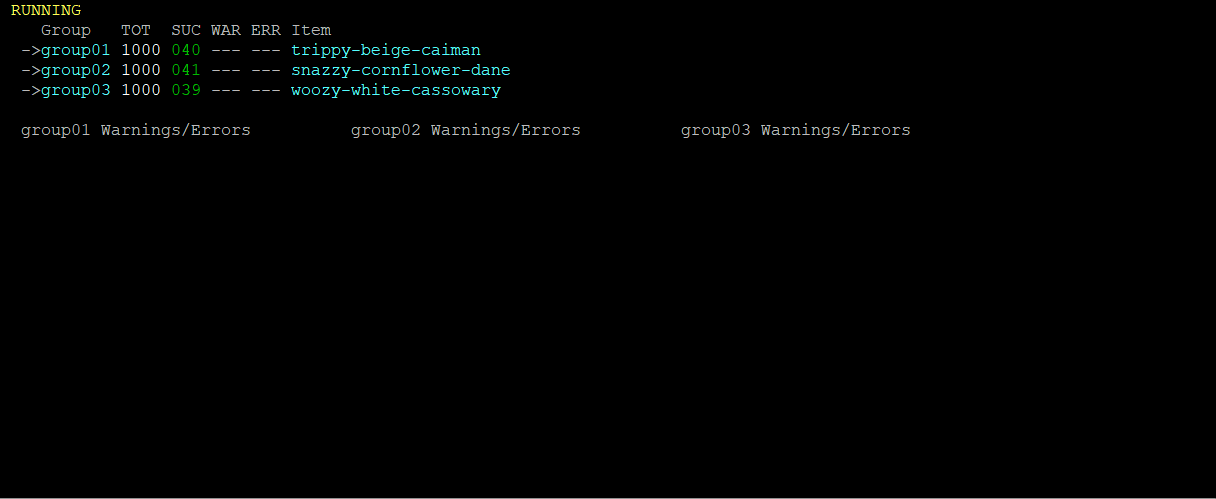 RUNNING
Group TOT SUC WAR ERR Item
->group01 1000 040 --- --- trippy-beige-caiman
->group02 1000 041 --- --- snazzy-cornflower-dane
->group03 1000 039 --- --- woozy-white-cassowary
group01 Warnings/Errors group02 Warnings/Errors group03 Warnings/Errors